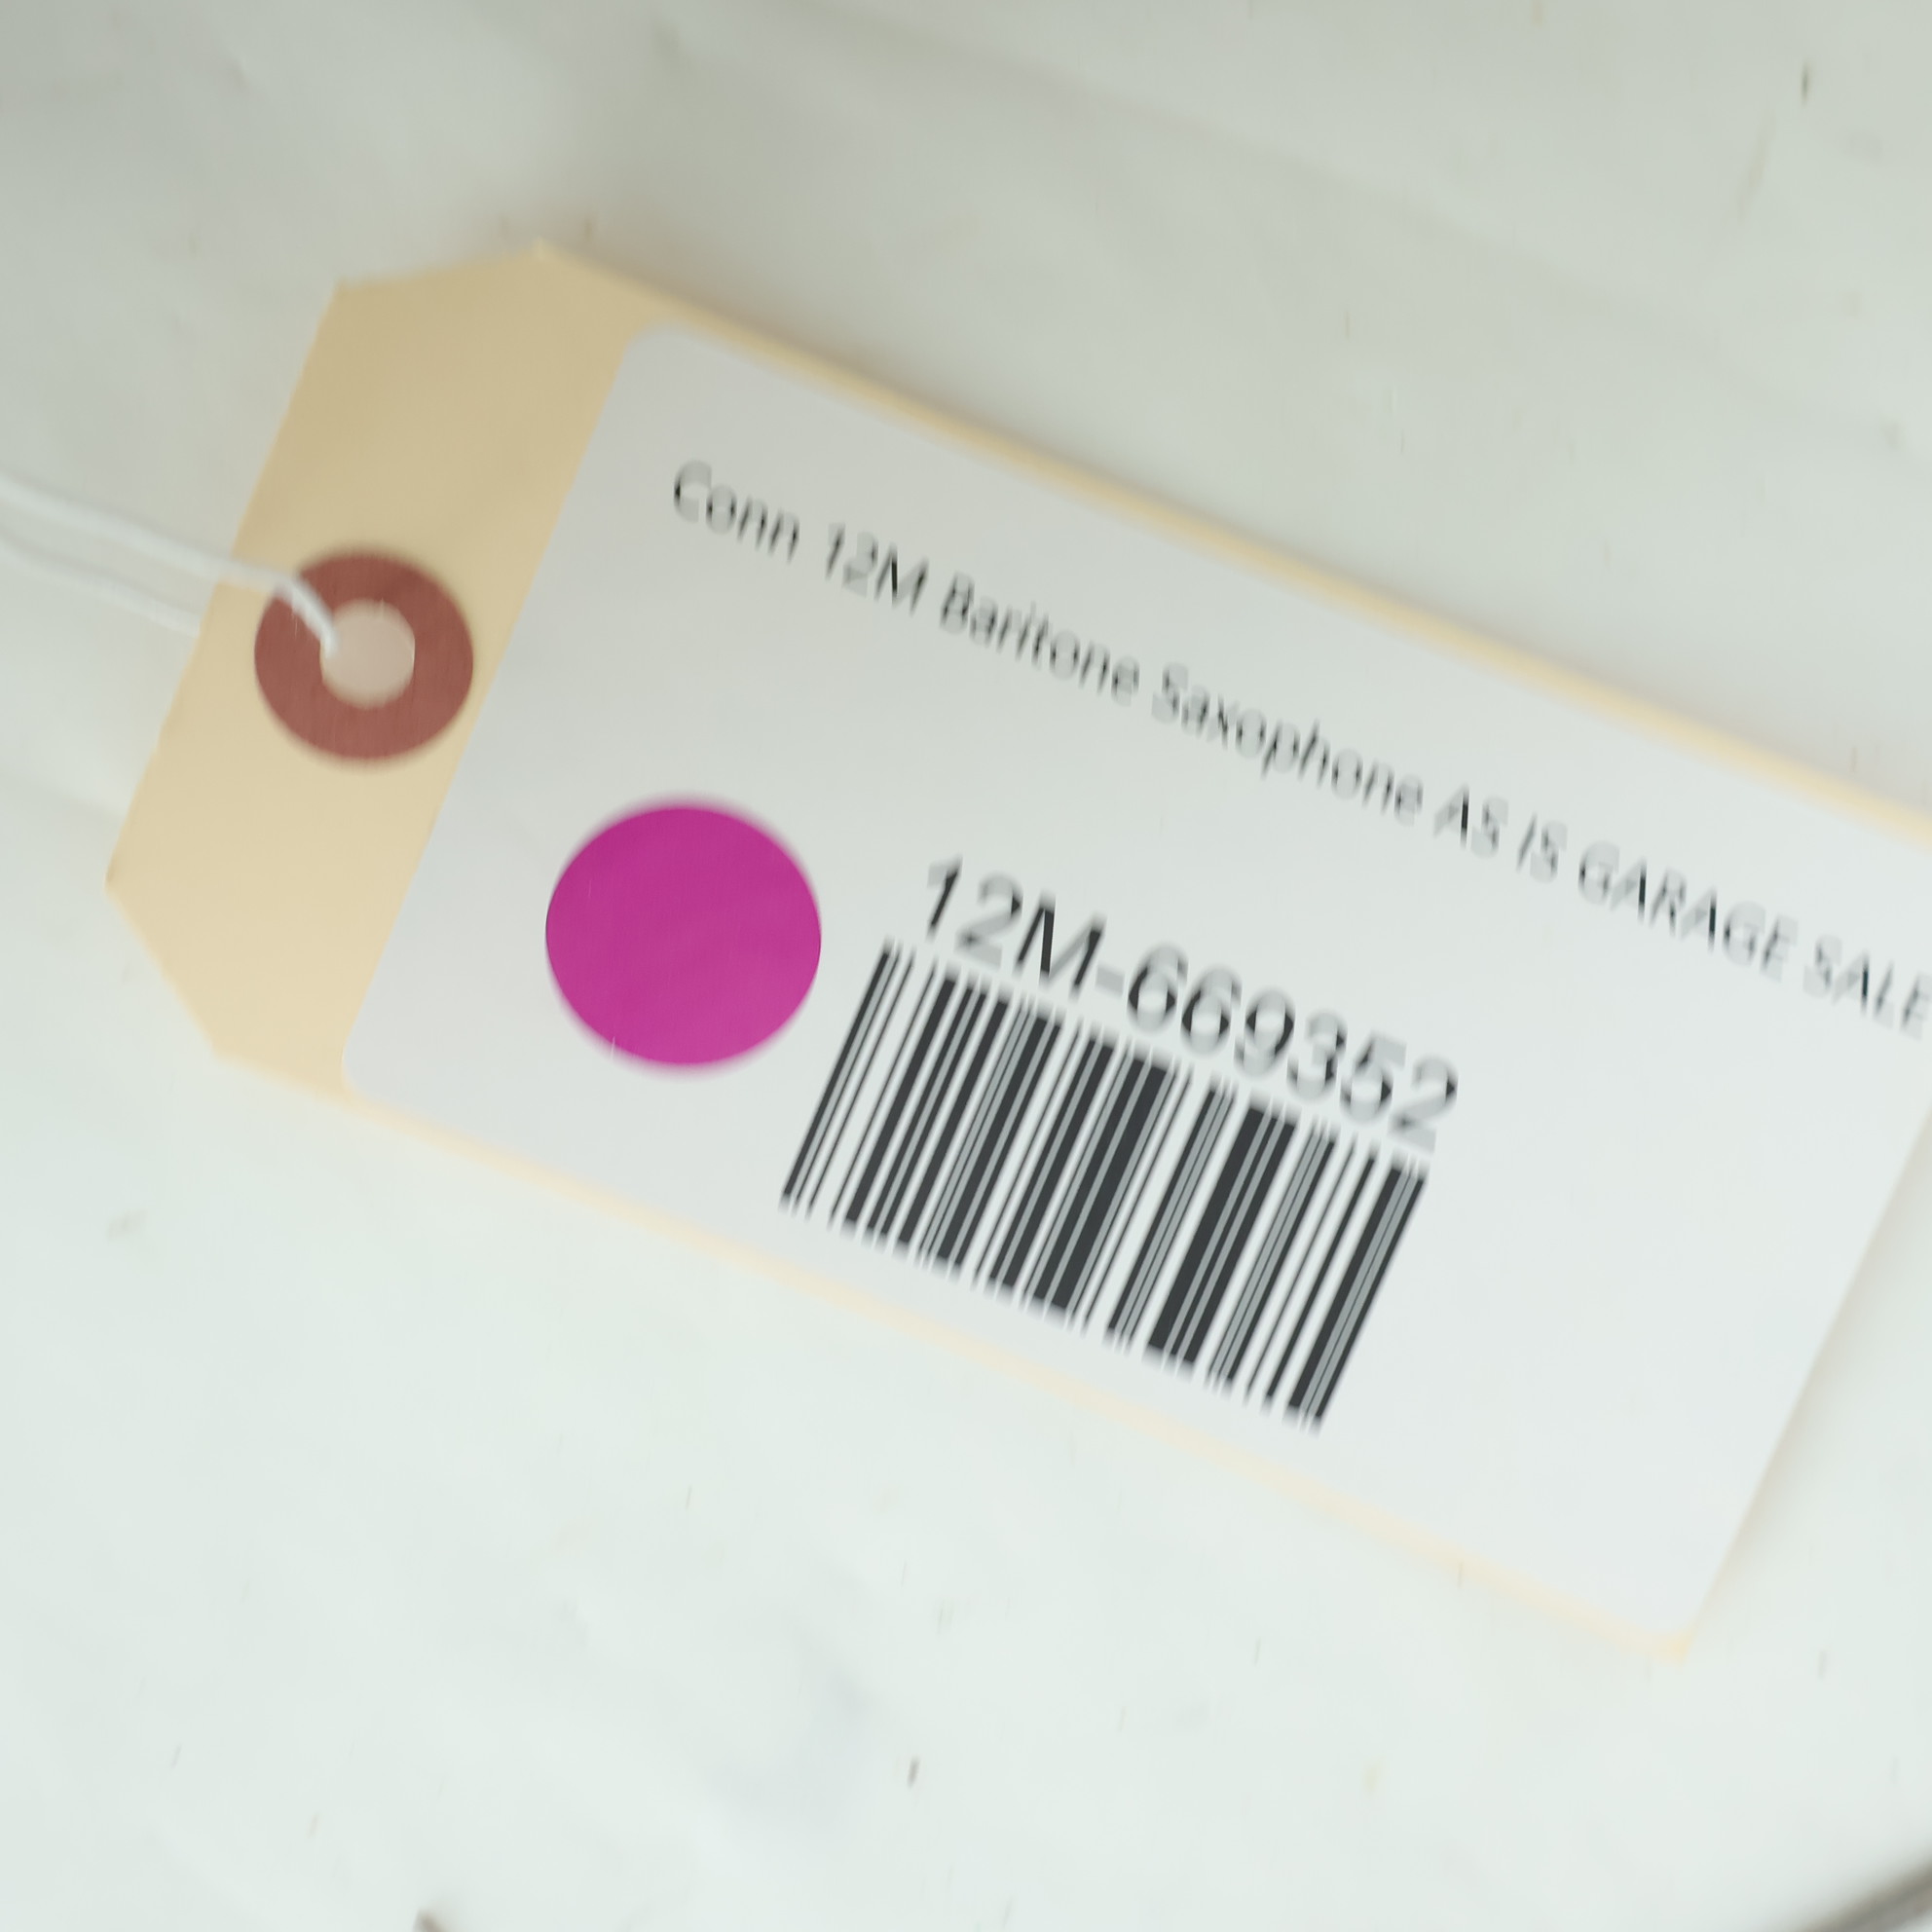 Conn 12M Baritone Saxophone AS IS GARAGE SALE
12M-669352